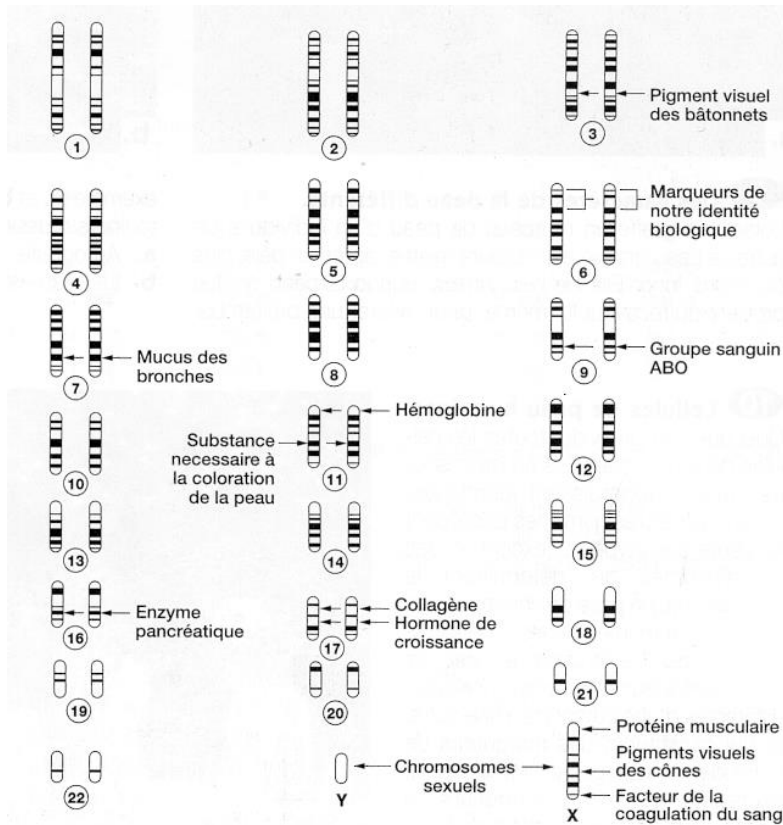 1
2
3
Pigment visuel
des bâtonnets
4
5
6
Marqueurs de
notre identité
biologique
7
Mucus des
bronches
8
9
Groupe sanguin
ABO
10
Hémoglobine
Substance
necessaire à
la coloration
de la peau
11
12
13
14
15
16
Enzyme
pancréatique
17
Collagène
Hormone de
croissance
18
19
20
21
22
Y
Chromosomes
sexuels
X
Protéine musculaire
Pigments visuels
des cônes
Facteur de la
coagulation du sang